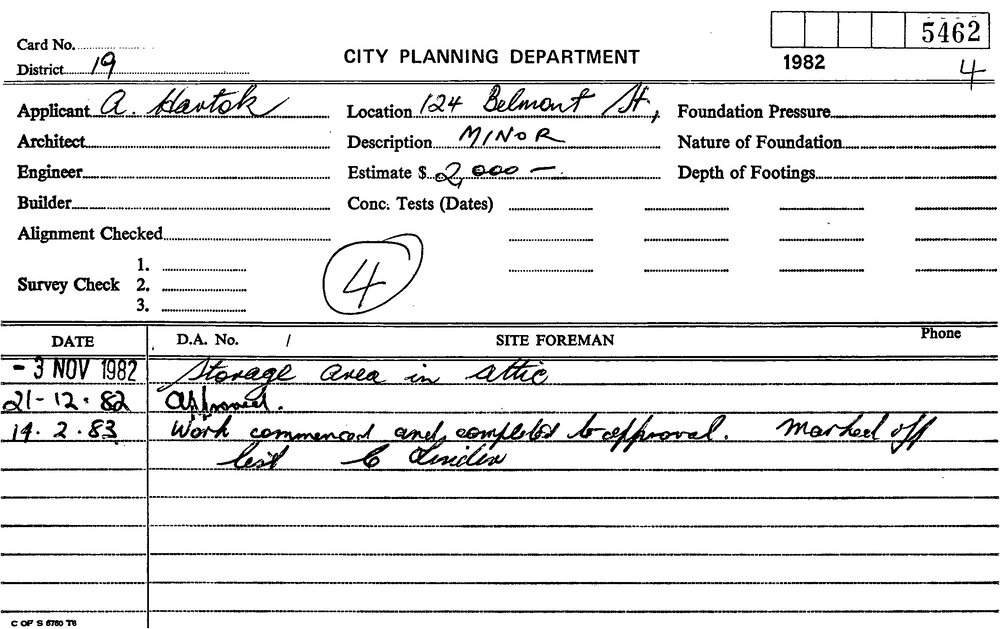 5462
Card No.
CITY PLANNING DEPARTMENT
1982
4
District 19
Applicant A. Hartok Location 124 Belmont St, Foundation Pressure
Architect Description MINOR Nature of Foundation
Engineer Estimate $ 2,000 — Depth of Footings
Builder Conc. Tests (Dates)
Alignment Checked
Survey Check 1.
2.
3.
4
DATE D.A. No. / SITE FOREMAN Phone
- 3 NOV 1982 Storage area in attic
21-12.82 Approved.
14.2.83 Work commenced and completed to approval. Marked off
list
C OF S 6760 T6